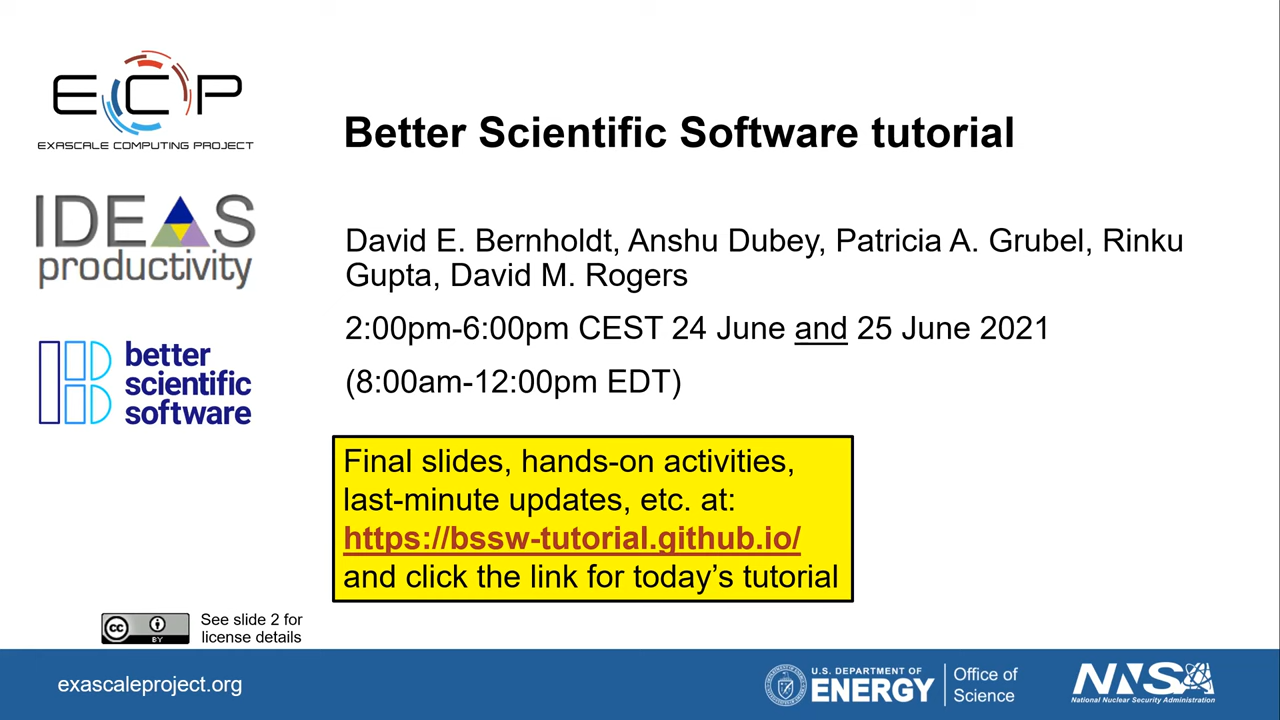 ECP
EXASCALE COMPUTING PROJECT
IDEAS
productivity
better
scientific
software
Better Scientific Software tutorial
David E. Bernholdt, Anshu Dubey, Patricia A. Grubel, Rinku
Gupta, David M. Rogers
2:00pm-6:00pm CEST 24 June and 25 June 2021
(8:00am-12:00pm EDT)
Final slides, hands-on activities,
last-minute updates, etc. at:
https://bssw-tutorial.github.io/
and click the link for today’s tutorial
cc
BY
See slide 2 for
license details
exascaleproject.org
U.S. DEPARTMENT OF
ENERGY
Office of
Science
NNSA
National Nuclear Security Administration